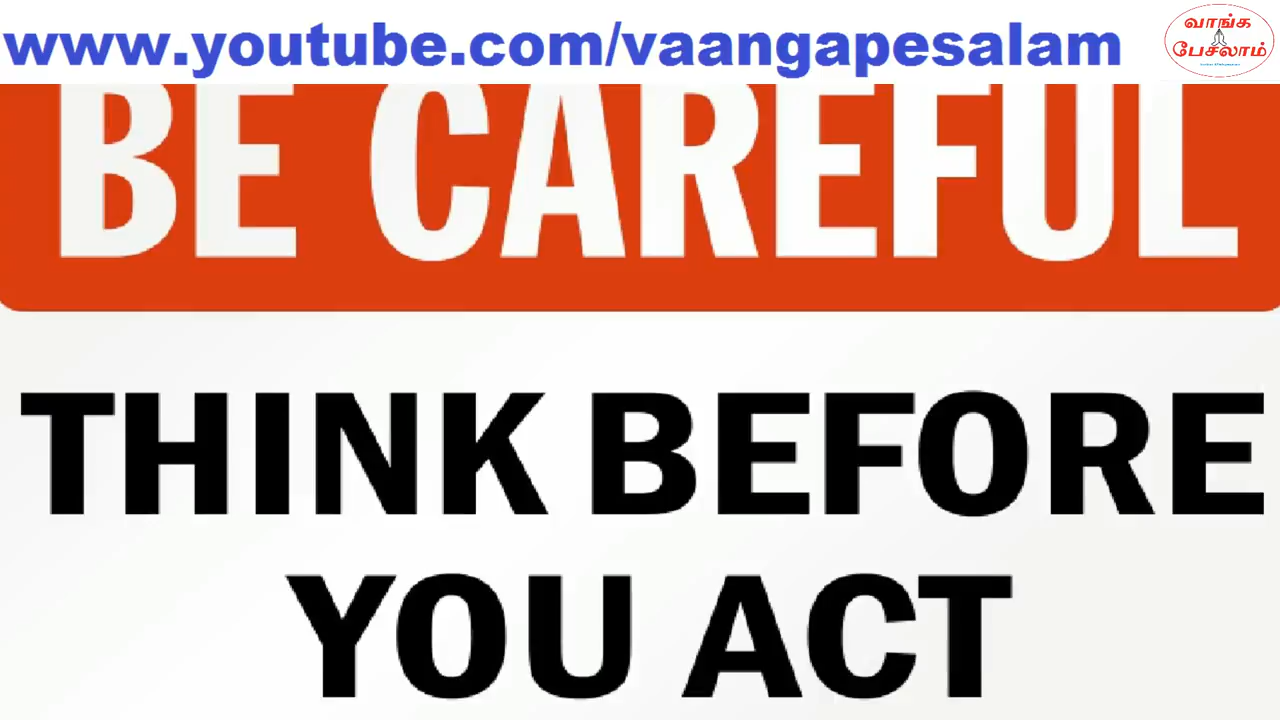 www.youtube.com/vaangapesalam
வாங்க
பேசலாம்
BE CAREFUL
THINK BEFORE
YOU ACT